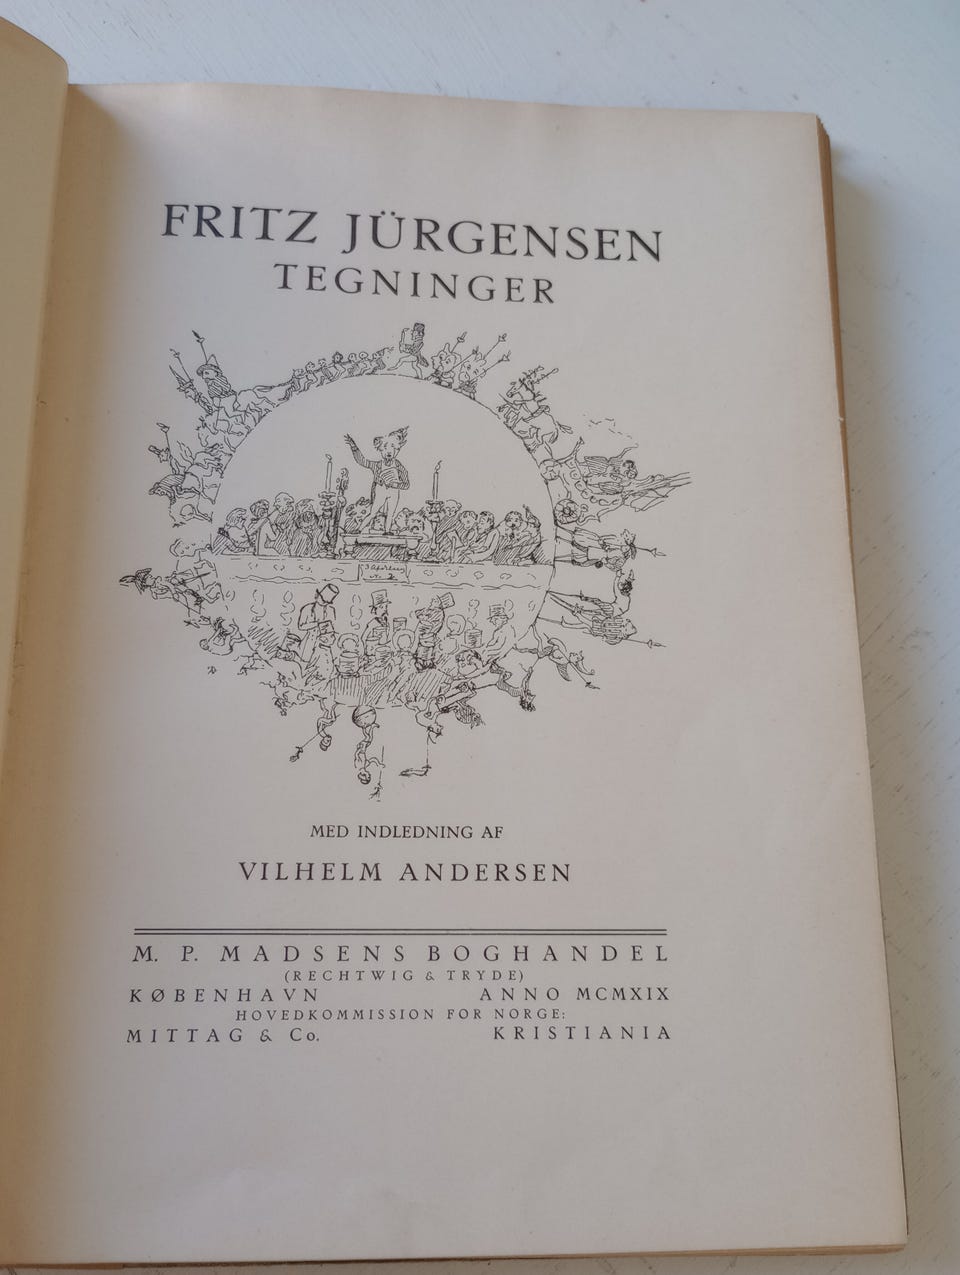 FRITZ JÜRGENSEN
TEGNINGER
MED INDLEDNING AF
VILHELM ANDERSEN
M. P. MADSENS BOGHANDEL
(RECHTWIG & TRYDE)
KØBENHAVN ANNO MCMXIX
HOVEDKOMMISSION FOR NORGE:
MITTAG & Co. KRISTIANIA